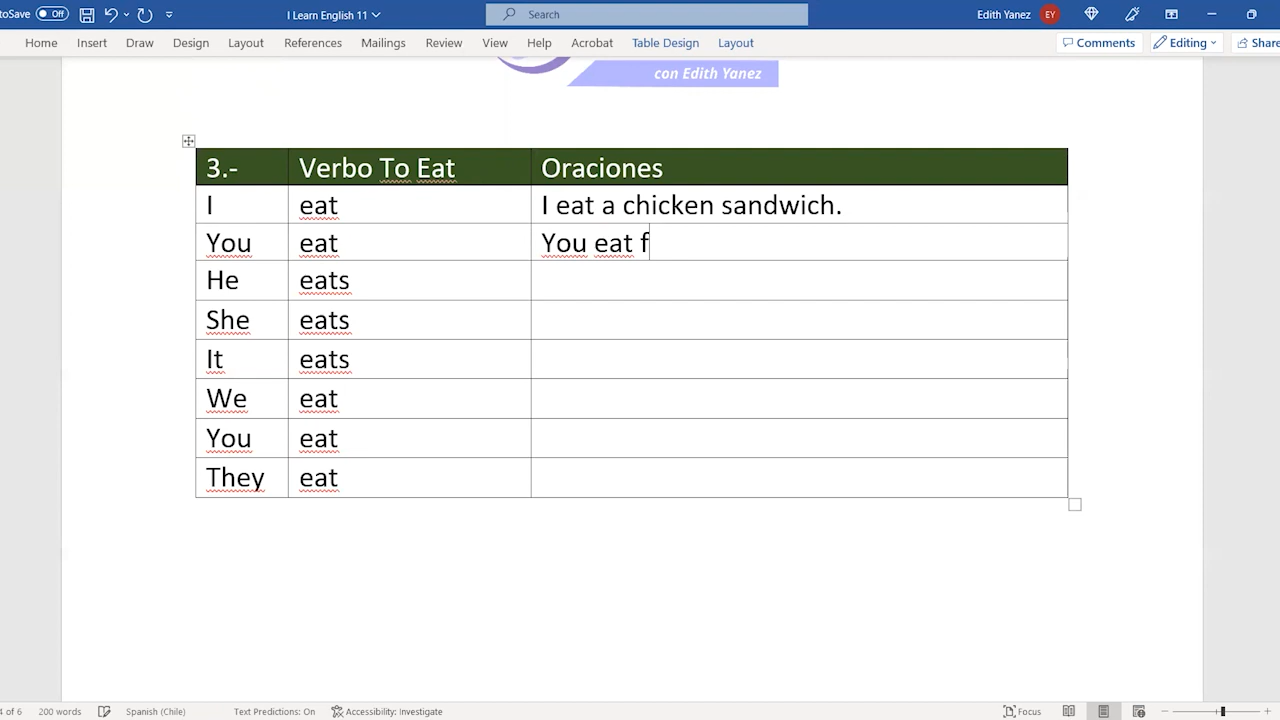 toSave Off I Learn English 11 Search Edith Yanez EY
Home Insert Draw Design Layout References Mailings Review View Help Acrobat Table Design Layout Comments Editing Share
con Edith Yanez
3.- Verbo To Eat Oraciones
I eat I eat a chicken sandwich.
You eat You eat f
He eats
She eats
It eats
We eat
You eat
They eat
4 of 6 200 words Spanish (Chile) Text Predictions: On Accessibility: Investigate Focus